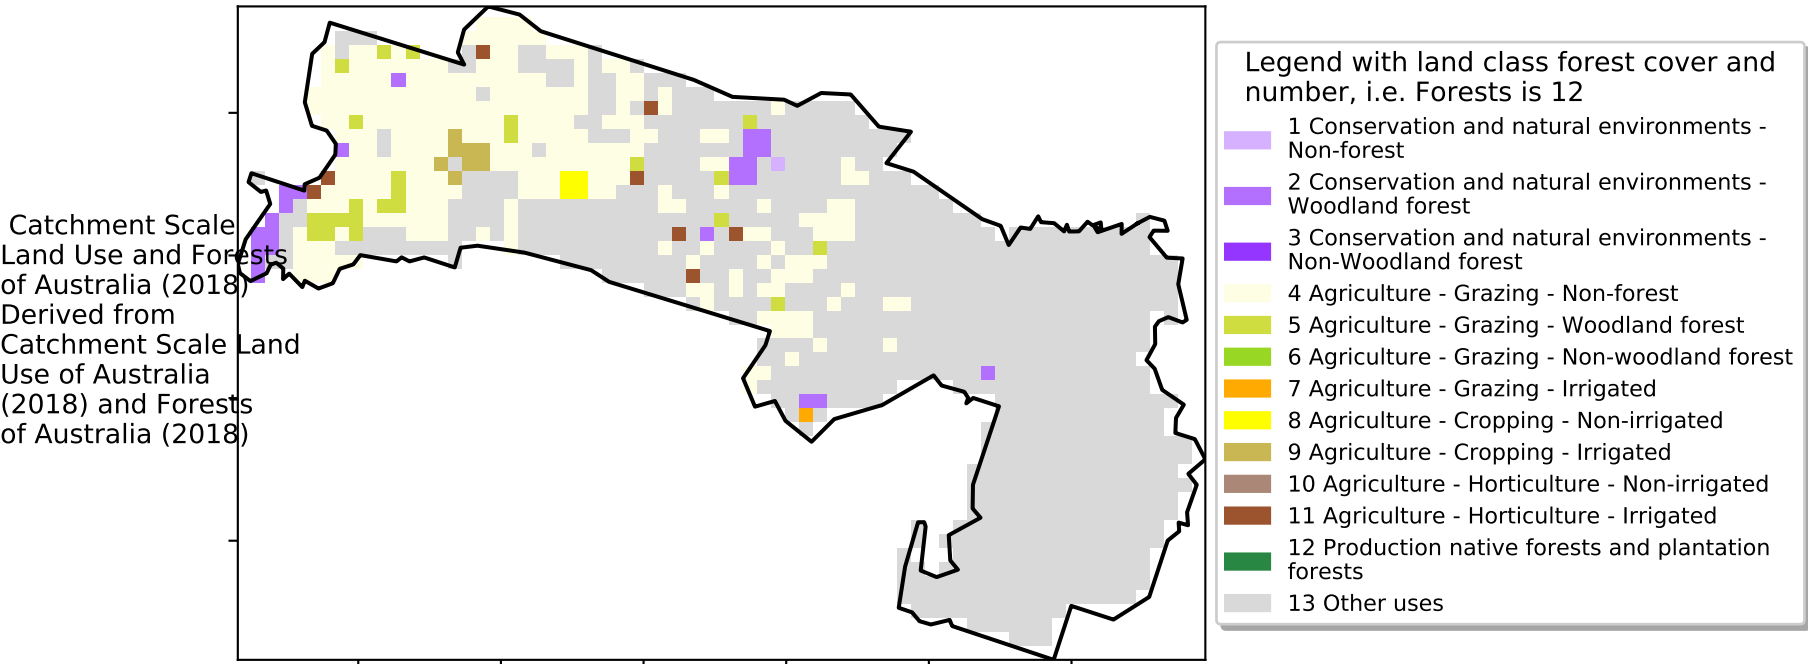 Catchment Scale
Land Use and Forests
of Australia (2018)
Derived from
Catchment Scale Land
Use of Australia
(2018) and Forests
of Australia (2018)
Legend with land class forest cover and
number, i.e. Forests is 12
1 Conservation and natural environments -
Non-forest
2 Conservation and natural environments -
Woodland forest
3 Conservation and natural environments -
Non-Woodland forest
4 Agriculture - Grazing - Non-forest
5 Agriculture - Grazing - Woodland forest
6 Agriculture - Grazing - Non-woodland forest
7 Agriculture - Grazing - Irrigated
8 Agriculture - Cropping - Non-irrigated
9 Agriculture - Cropping - Irrigated
10 Agriculture - Horticulture - Non-irrigated
11 Agriculture - Horticulture - Irrigated
12 Production native forests and plantation
forests
13 Other uses